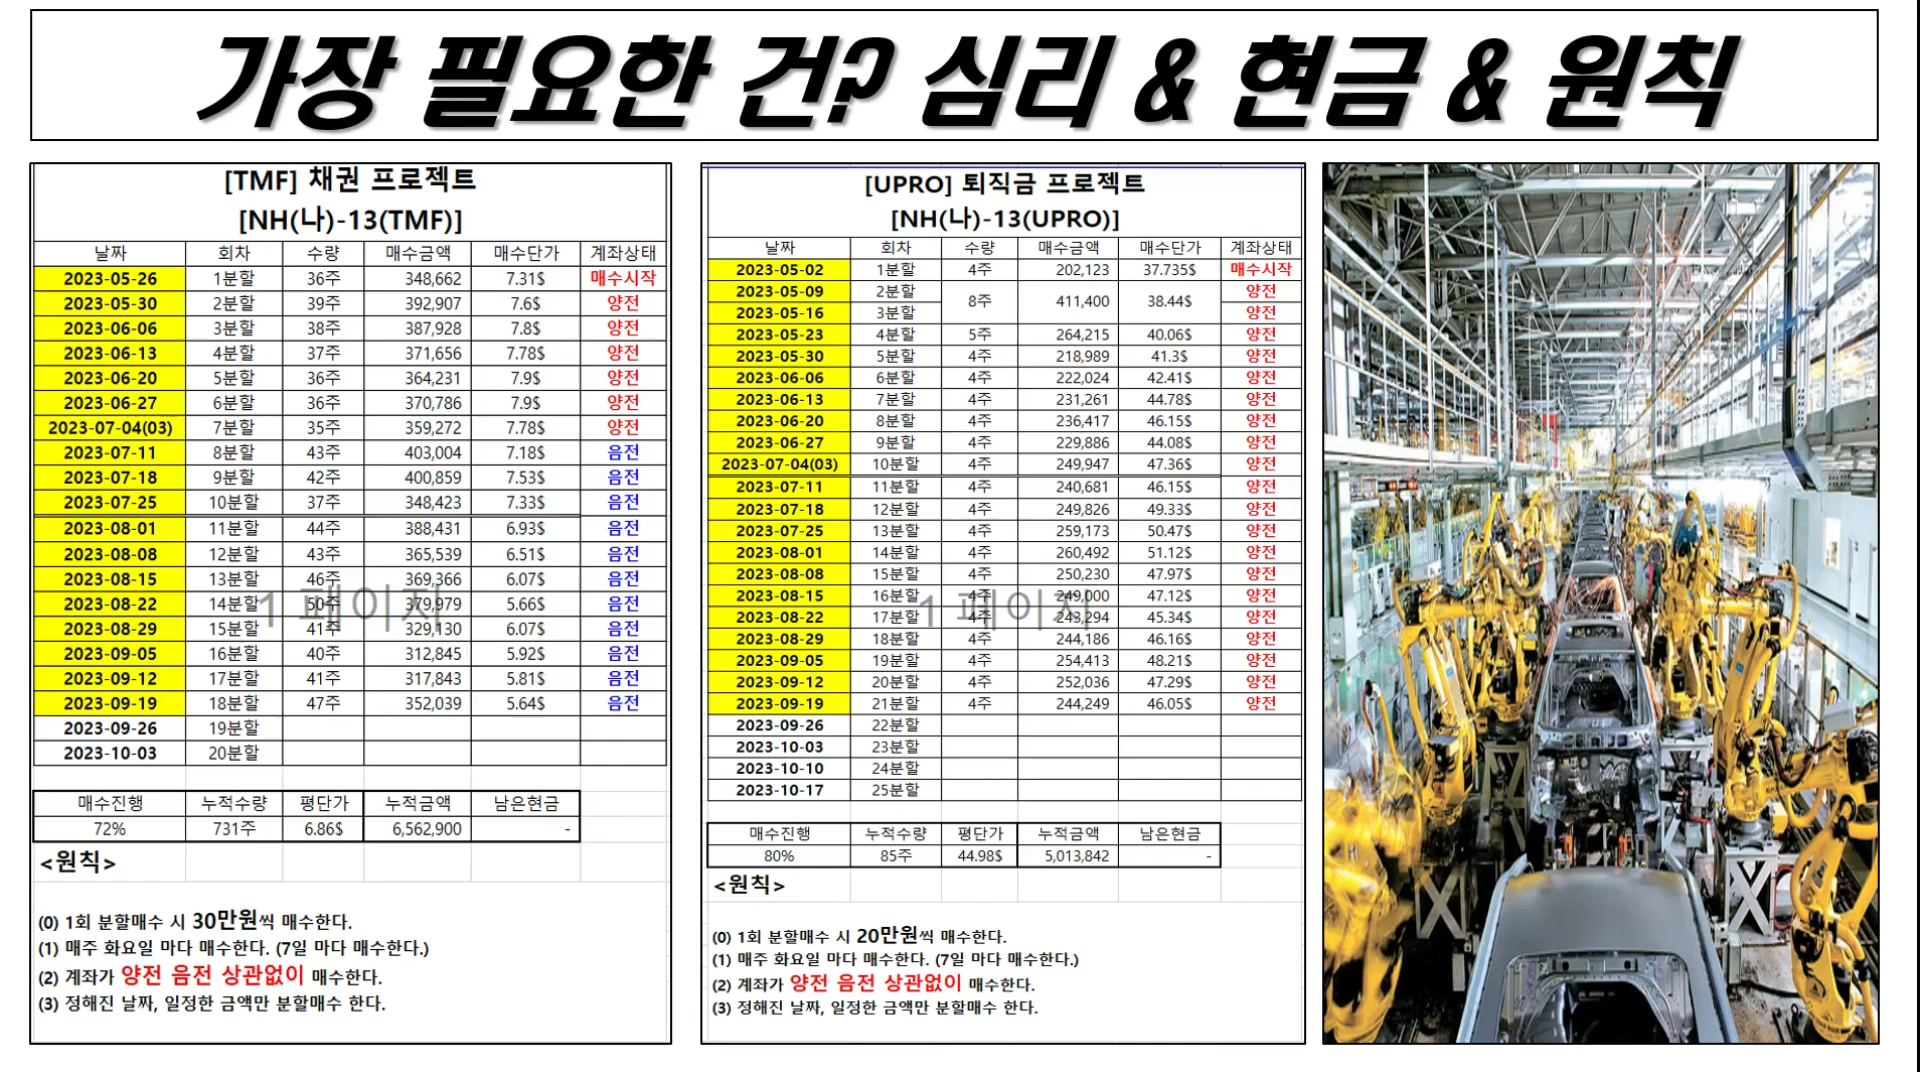 가장 필요한 건? 심리 & 현금 & 원칙
[TMF] 채권 프로젝트
[NH(나)-13(TMF)]
날짜 회차 수량 매수금액 매수단가 계좌상태
2023-05-26 1분할 36주 348,662 7.31$ 매수시작
2023-05-30 2분할 39주 392,907 7.6$ 양전
2023-06-06 3분할 38주 387,928 7.8$ 양전
2023-06-13 4분할 37주 371,656 7.78$ 양전
2023-06-20 5분할 36주 364,231 7.9$ 양전
2023-06-27 6분할 36주 370,786 7.9$ 양전
2023-07-04(03) 7분할 35주 359,272 7.78$ 양전
2023-07-11 8분할 43주 403,004 7.18$ 음전
2023-07-18 9분할 42주 400,859 7.53$ 음전
2023-07-25 10분할 37주 348,423 7.33$ 음전
2023-08-01 11분할 44주 388,431 6.93$ 음전
2023-08-08 12분할 43주 365,539 6.51$ 음전
2023-08-15 13분할 46주 369,366 6.07$ 음전
2023-08-22 14분할 50주 379,979 5.66$ 음전
2023-08-29 15분할 41주 329,130 6.07$ 음전
2023-09-05 16분할 40주 312,845 5.92$ 음전
2023-09-12 17분할 41주 317,843 5.81$ 음전
2023-09-19 18분할 47주 352,039 5.64$ 음전
2023-09-26 19분할
2023-10-03 20분할
1 페이지
매수진행 누적수량 평단가 누적금액 남은현금
72% 731주 6.86$ 6,562,900 -
<원칙>
(0) 1회 분할매수 시 30만원씩 매수한다.
(1) 매주 화요일 마다 매수한다. (7일 마다 매수한다.)
(2) 계좌가 양전 음전 상관없이 매수한다.
(3) 정해진 날짜, 일정한 금액만 분할매수 한다.
[UPRO] 퇴직금 프로젝트
[NH(나)-13(UPRO)]
날짜 회차 수량 매수금액 매수단가 계좌상태
2023-05-02 1분할 4주 202,123 37.735$ 매수시작
2023-05-09 2분할 8주 411,400 38.44$ 양전
2023-05-16 3분할 양전
2023-05-23 4분할 5주 264,215 40.06$ 양전
2023-05-30 5분할 4주 218,989 41.3$ 양전
2023-06-06 6분할 4주 222,024 42.41$ 양전
2023-06-13 7분할 4주 231,261 44.78$ 양전
2023-06-20 8분할 4주 236,417 46.15$ 양전
2023-06-27 9분할 4주 229,886 44.08$ 양전
2023-07-04(03) 10분할 4주 249,947 47.36$ 양전
2023-07-11 11분할 4주 240,681 46.15$ 양전
2023-07-18 12분할 4주 249,826 49.33$ 양전
2023-07-25 13분할 4주 259,173 50.47$ 양전
2023-08-01 14분할 4주 260,492 51.12$ 양전
2023-08-08 15분할 4주 250,230 47.97$ 양전
2023-08-15 16분할 4주 249,000 47.12$ 양전
2023-08-22 17분할 4주 243,294 45.34$ 양전
2023-08-29 18분할 4주 244,186 46.16$ 양전
2023-09-05 19분할 4주 254,413 48.21$ 양전
2023-09-12 20분할 4주 252,036 47.29$ 양전
2023-09-19 21분할 4주 244,249 46.05$ 양전
2023-09-26 22분할
2023-10-03 23분할
2023-10-10 24분할
2023-10-17 25분할
1 페이지
매수진행 누적수량 평단가 누적금액 남은현금
80% 85주 44.98$ 5,013,842 -
<원칙>
(0) 1회 분할매수 시 20만원씩 매수한다.
(1) 매주 화요일 마다 매수한다. (7일 마다 매수한다.)
(2) 계좌가 양전 음전 상관없이 매수한다.
(3) 정해진 날짜, 일정한 금액만 분할매수 한다.